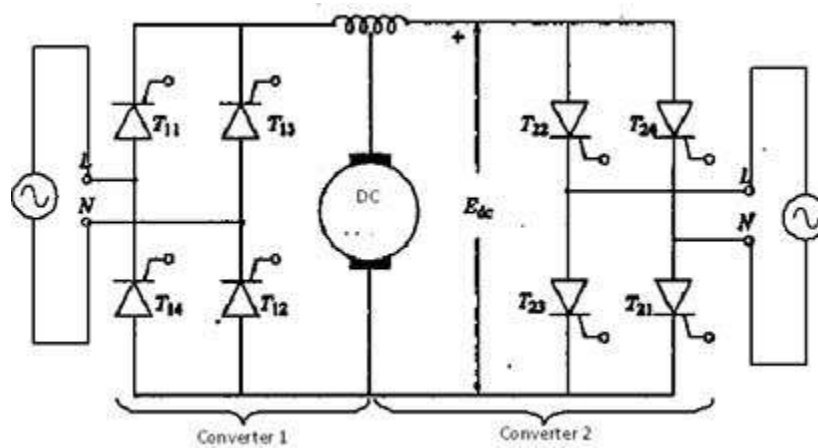 +
T11
T13
T22
T24
L
N
DC
Edc
L
N
T14
T12
T23
T21
Converter 1
Converter 2